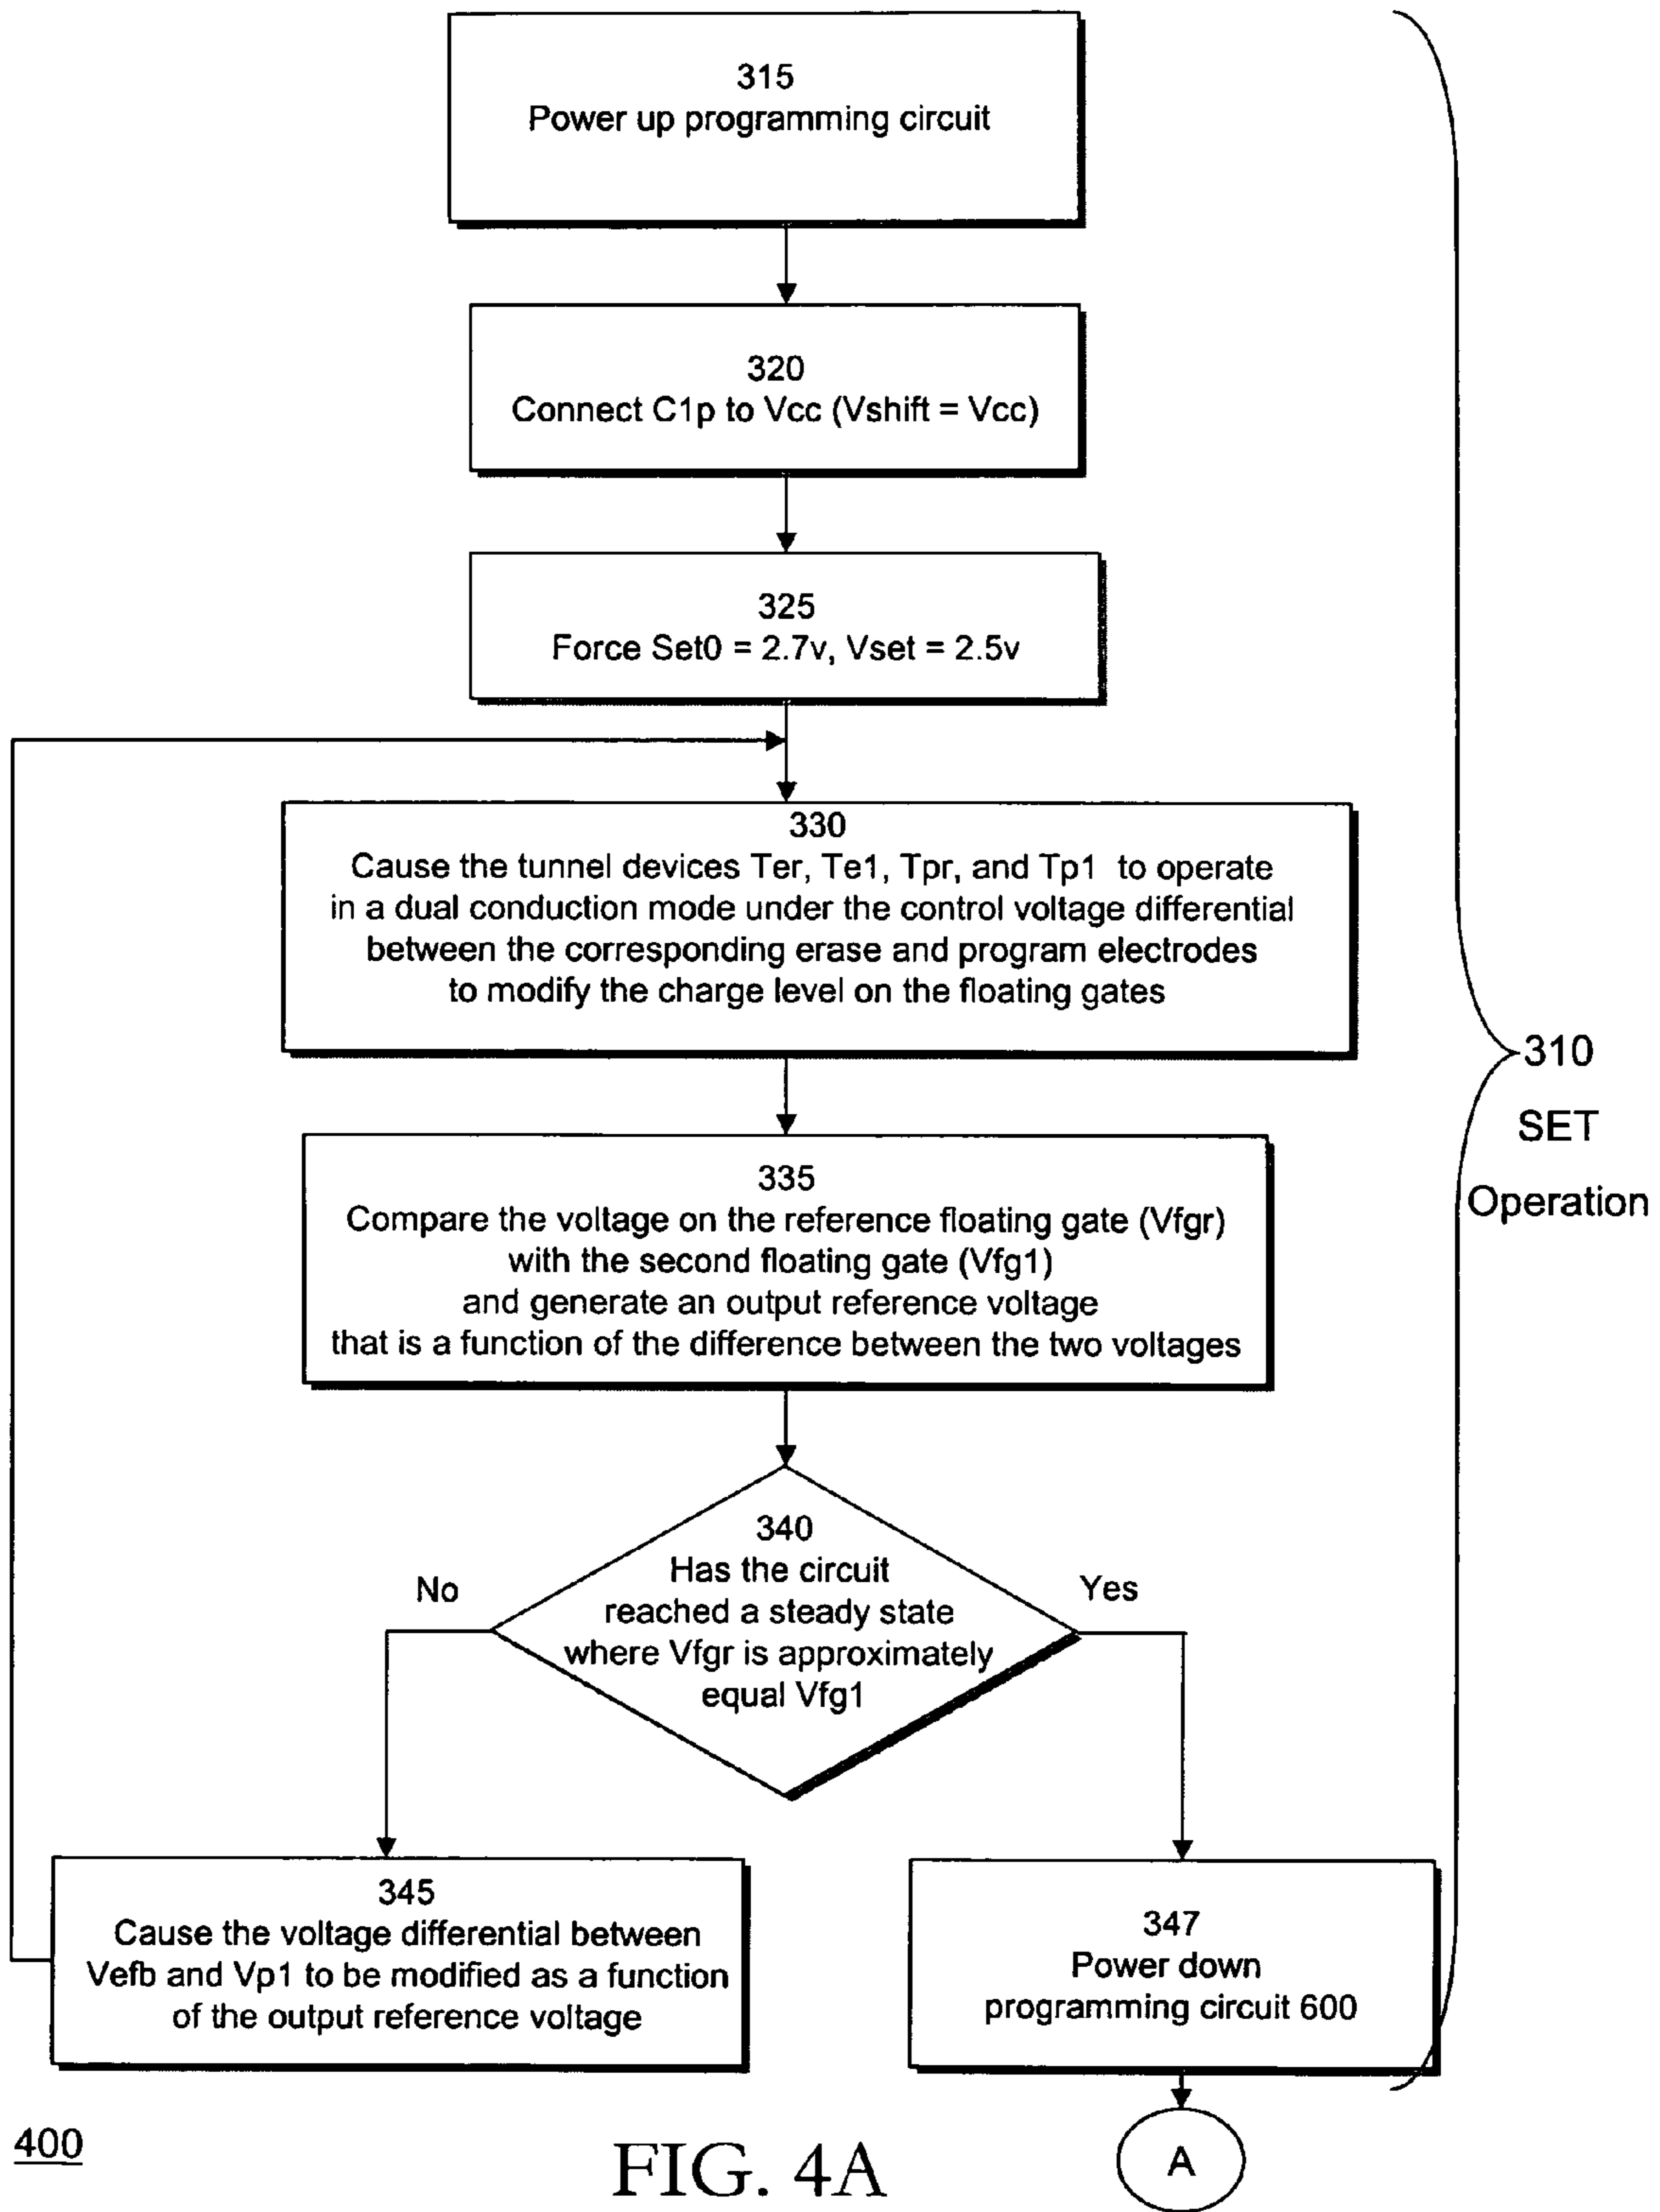 315
Power up programming circuit
320
Connect C1p to Vcc (Vshift = Vcc)
325
Force Set0 = 2.7v, Vset = 2.5v
330
Cause the tunnel devices Ter, Te1, Tpr, and Tp1 to operate
in a dual conduction mode under the control voltage differential
between the corresponding erase and program electrodes
to modify the charge level on the floating gates
310
SET
Operation
335
Compare the voltage on the reference floating gate (Vfgr)
with the second floating gate (Vfg1)
and generate an output reference voltage
that is a function of the difference between the two voltages
340
Has the circuit
reached a steady state
where Vfgr is approximately
equal Vfg1
No
Yes
345
Cause the voltage differential between
Vefb and Vp1 to be modified as a function
of the output reference voltage
347
Power down
programming circuit 600
A
400
FIG. 4A